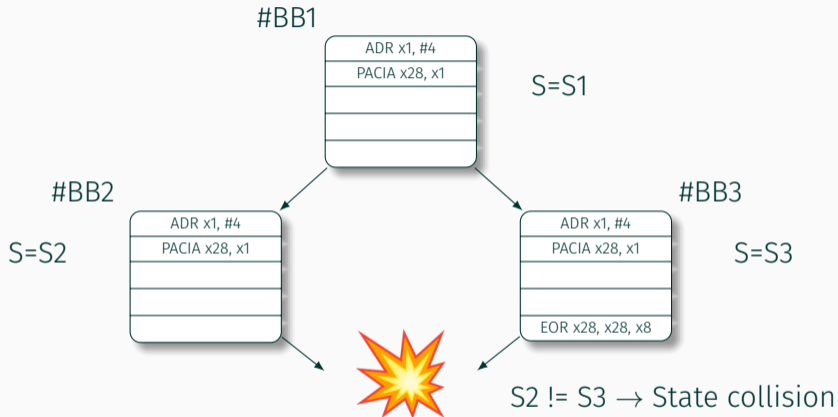 #BB1
ADR x1, #4
PACIA x28, x1
S=S1
#BB2
ADR x1, #4
PACIA x28, x1
S=S2
#BB3
ADR x1, #4
PACIA x28, x1
EOR x28, x28, x8
S=S3
S2 != S3 → State collision